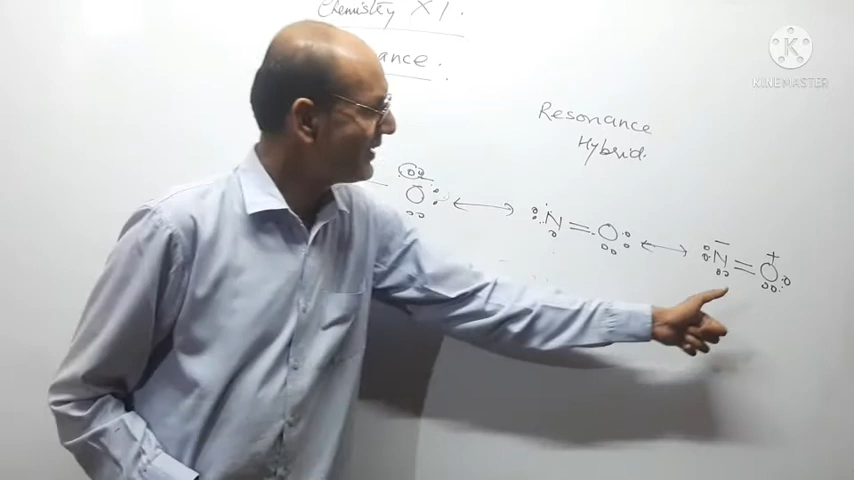 Chemistry XI.
ance.
Resonance
Hybrid.
O ⟷ N = O ⟷ N = O
− +
K
KINEMASTER